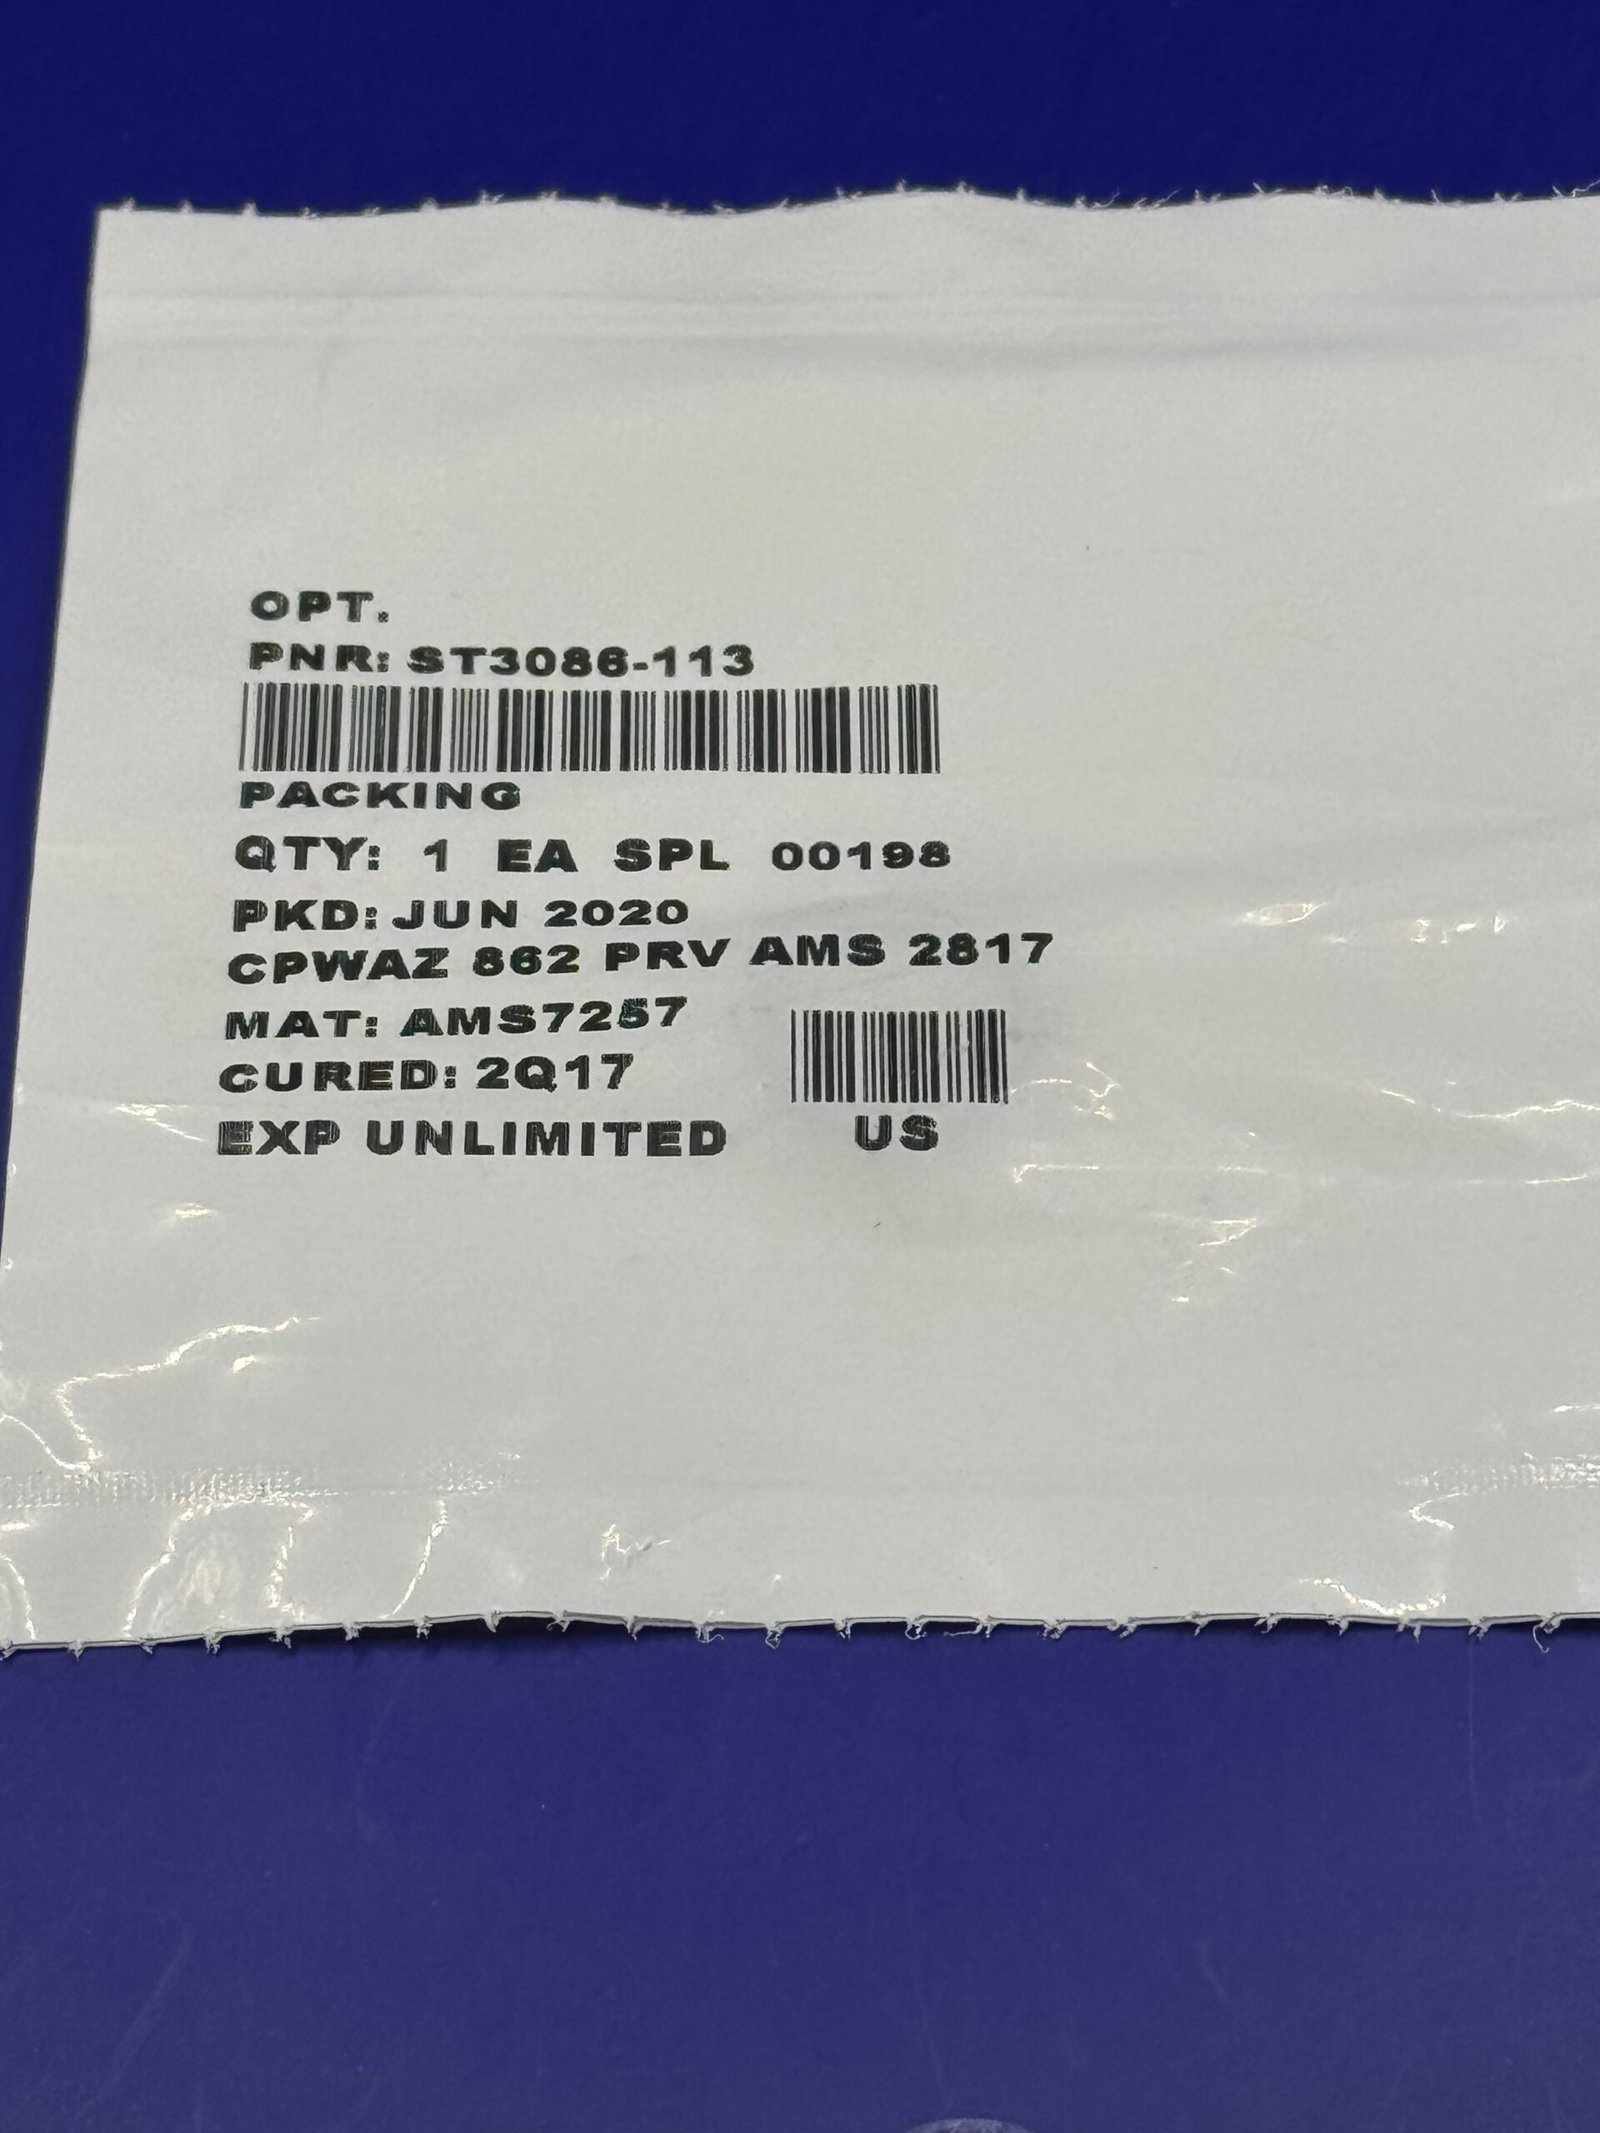 OPT.
PNR: ST3086-113
PACKING
QTY: 1 EA SPL 00198
PKD: JUN 2020
CPWAZ 862 PRV AMS 2817
MAT: AMS7257
CURED: 2Q17
EXP UNLIMITED US